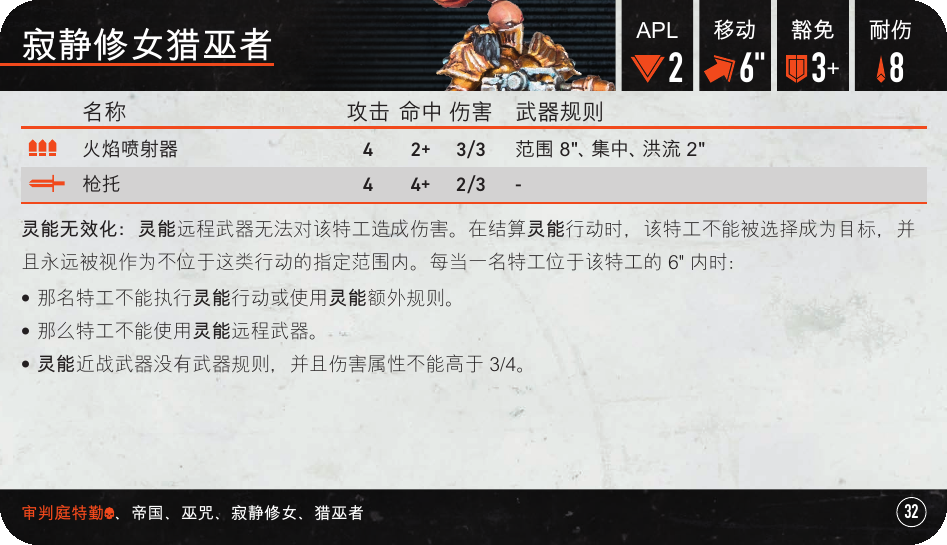 寂静修女猎巫者
APL 移动 豁免 耐伤
2 6" 3+ 8
名称 攻击 命中 伤害 武器规则
火焰喷射器 4 2+ 3/3 范围 8"、集中、洪流 2"
枪托 4 4+ 2/3 -
灵能无效化：灵能远程武器无法对该特工造成伤害。在结算灵能行动时，该特工不能被选择成为目标，并
且永远被视作为不位于这类行动的指定范围内。每当一名特工位于该特工的 6" 内时：
• 那名特工不能执行灵能行动或使用灵能额外规则。
• 那么特工不能使用灵能远程武器。
• 灵能近战武器没有武器规则，并且伤害属性不能高于 3/4。
审判庭特勤、帝国、巫咒、寂静修女、猎巫者
32